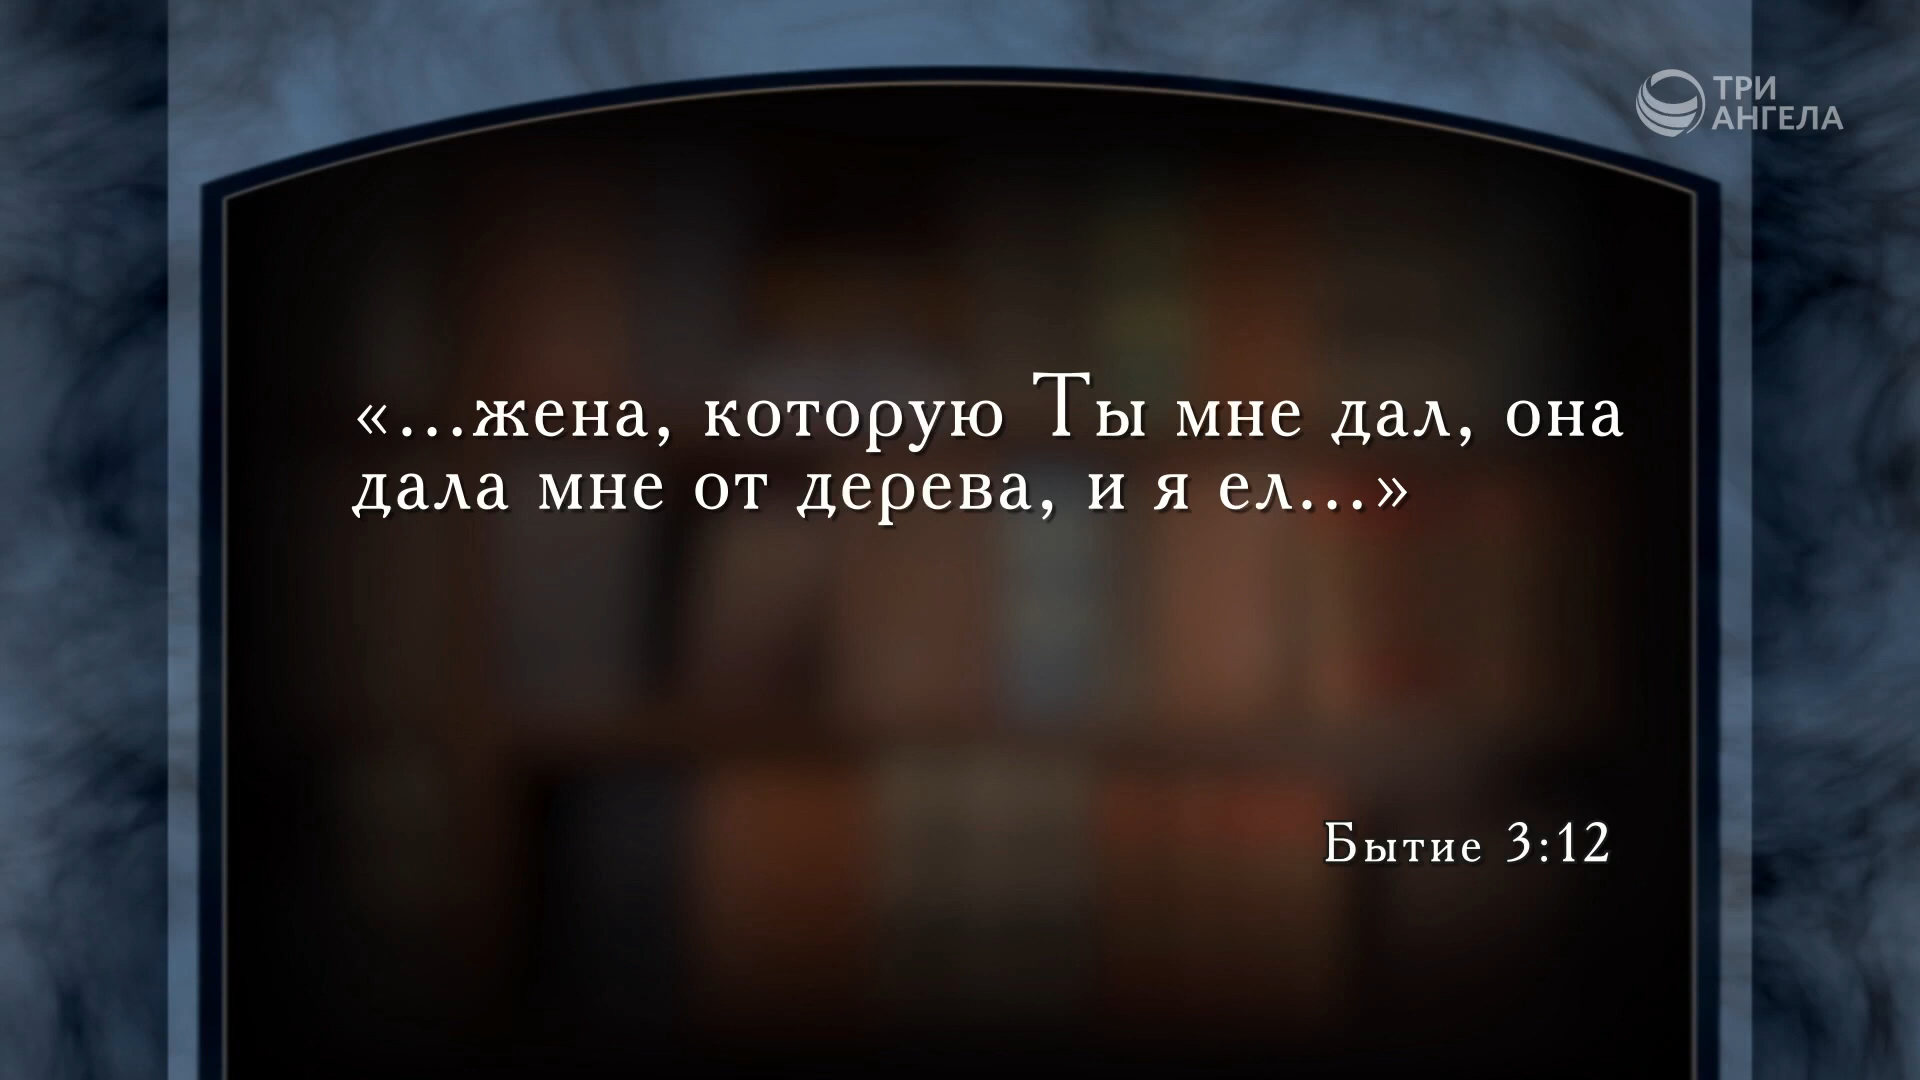 ТРИ
АНГЕЛА
«...жена, которую Ты мне дал, она
дала мне от дерева, и я ел...»
Бытие 3:12